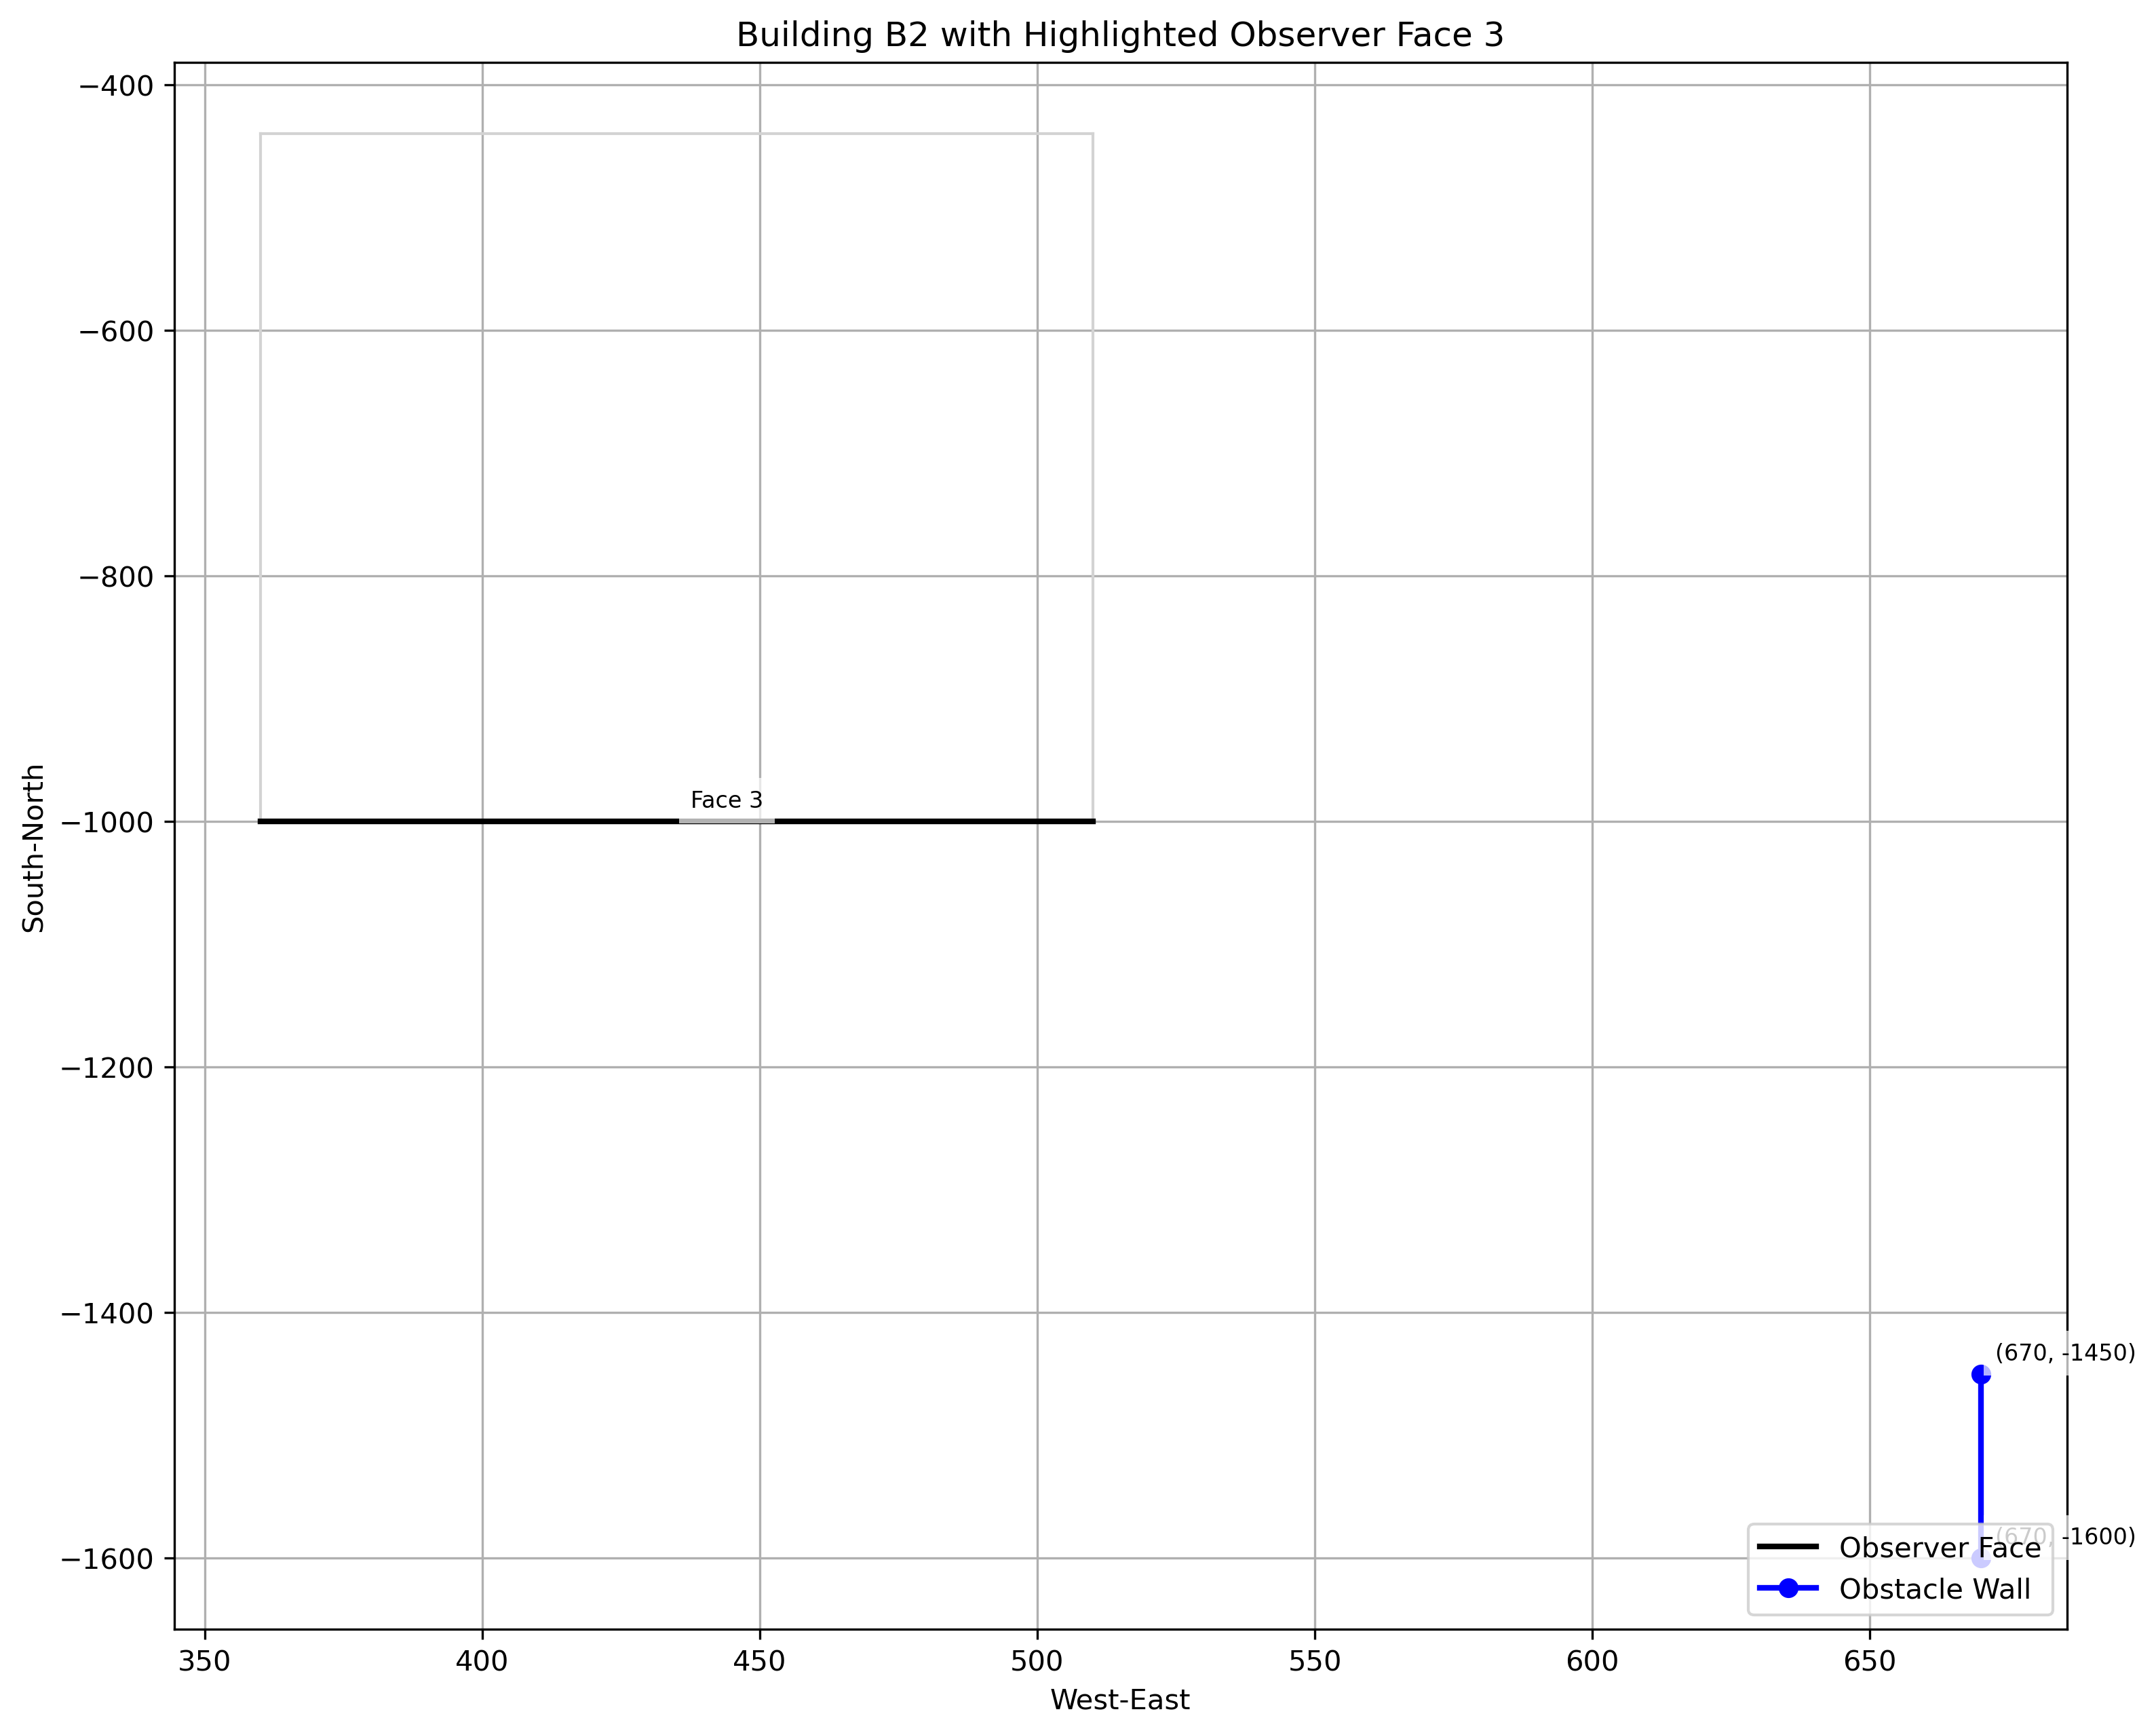 Building B2 with Highlighted Observer Face 3
−400
−600
−800
−1000
−1200
−1400
−1600
South-North
Face 3
(670, -1450)
(670, -1600)
Observer Face
Obstacle Wall
350
400
450
500
550
600
650
West-East